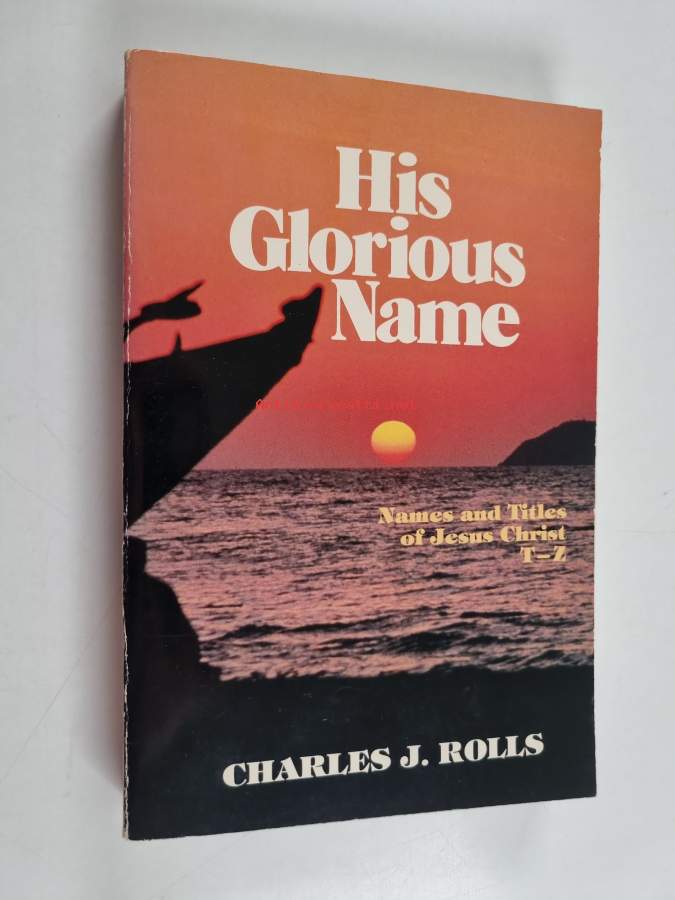 His
Glorious
Name
Names and Titles
of Jesus Christ
T–Z
CHARLES J. ROLLS